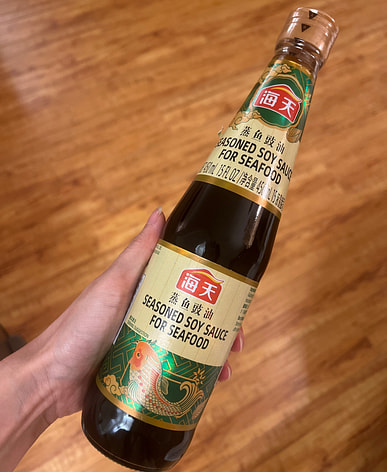 海天
蒸鱼豉油
SEASONED SOY SAUCE
FOR SEAFOOD
海天
蒸鱼豉油
SEASONED SOY SAUCE
FOR SEAFOOD